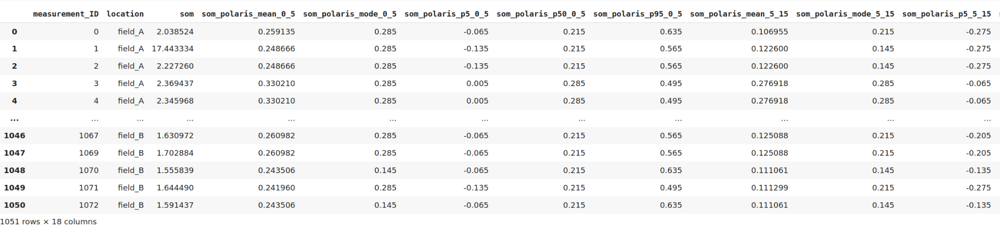 measurement_ID location som som_polaris_mean_0_5 som_polaris_mode_0_5 som_polaris_p5_0_5 som_polaris_p50_0_5 som_polaris_p95_0_5 som_polaris_mean_5_15 som_polaris_mode_5_15 som_polaris_p5_5_15
0 0 field_A 2.038524 0.259135 0.285 -0.065 0.215 0.635 0.106955 0.215 -0.275
1 1 field_A 17.443334 0.248666 0.285 -0.135 0.215 0.565 0.122600 0.145 -0.275
2 2 field_A 2.227260 0.248666 0.285 -0.135 0.215 0.565 0.122600 0.145 -0.275
3 3 field_A 2.369437 0.330210 0.285 0.005 0.285 0.495 0.276918 0.285 -0.065
4 4 field_A 2.345968 0.330210 0.285 0.005 0.285 0.495 0.276918 0.285 -0.065
... ... ... ... ... ... ... ... ... ... ... ...
1046 1067 field_B 1.630972 0.260982 0.285 -0.065 0.215 0.565 0.125088 0.215 -0.205
1047 1069 field_B 1.702884 0.260982 0.285 -0.065 0.215 0.565 0.125088 0.215 -0.205
1048 1070 field_B 1.555839 0.243506 0.145 -0.065 0.215 0.635 0.111061 0.145 -0.135
1049 1071 field_B 1.644490 0.241960 0.285 -0.135 0.215 0.495 0.111299 0.215 -0.275
1050 1072 field_B 1.591437 0.243506 0.145 -0.065 0.215 0.635 0.111061 0.145 -0.135
1051 rows × 18 columns